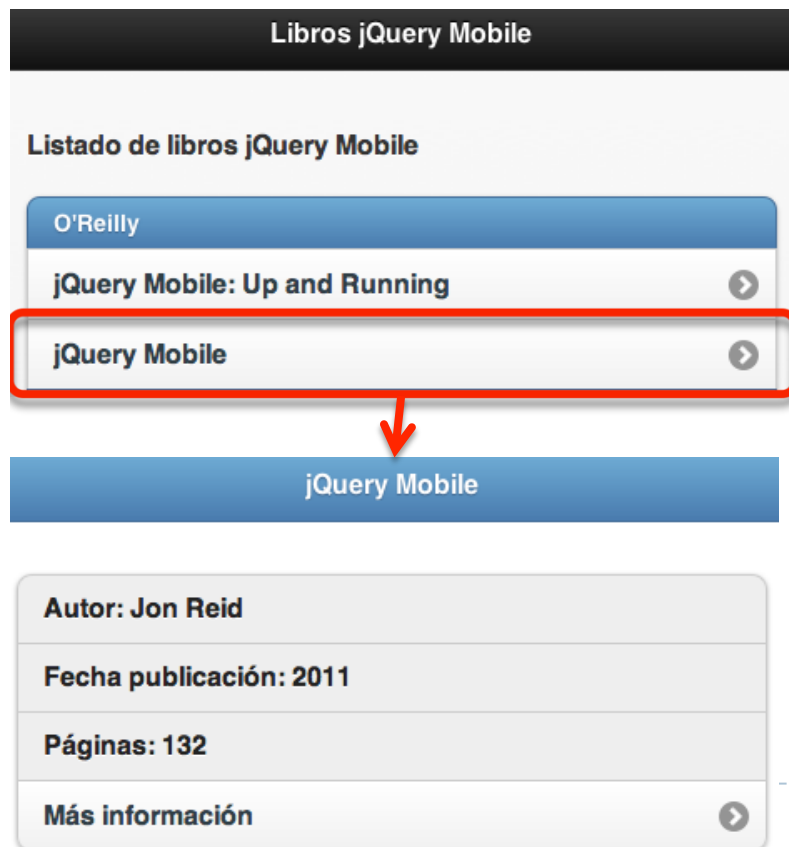 Libros jQuery Mobile
Listado de libros jQuery Mobile
O'Reilly
jQuery Mobile: Up and Running
jQuery Mobile
jQuery Mobile
Autor: Jon Reid
Fecha publicación: 2011
Páginas: 132
Más información